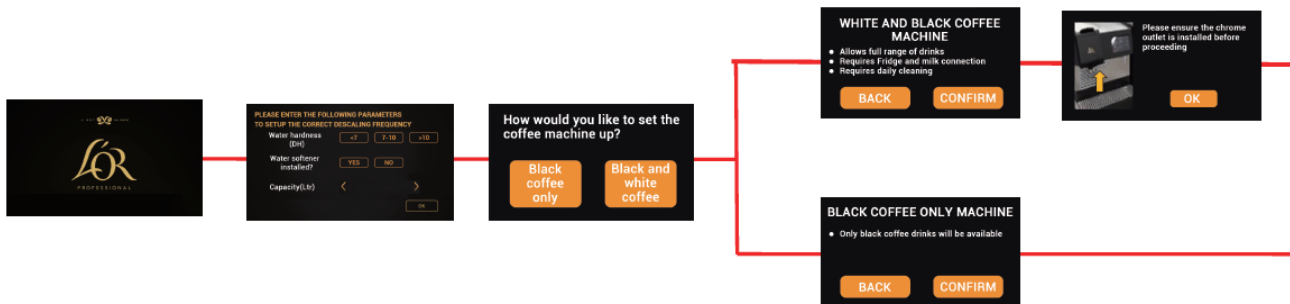 L'OR
PROFESSIONAL
PLEASE ENTER THE FOLLOWING PARAMETERS
TO SETUP THE CORRECT DESCALING FREQUENCY
Water hardness
(DH)
<7
7-10
>10
Water softener
installed?
YES
NO
Capacity(Ltr)
<
>
OK
How would you like to set the
coffee machine up?
Black
coffee
only
Black and
white
coffee
WHITE AND BLACK COFFEE
MACHINE
● Allows full range of drinks
● Requires Fridge and milk connection
● Requires daily cleaning
BACK
CONFIRM
Please ensure the chrome
outlet is installed before
proceeding
OK
BLACK COFFEE ONLY MACHINE
● Only black coffee drinks will be available
BACK
CONFIRM